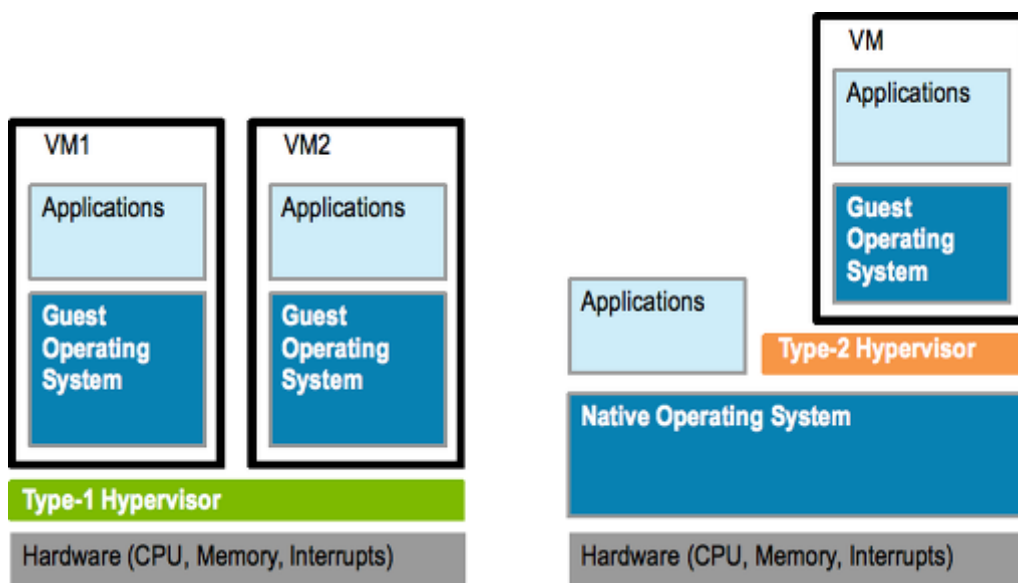 VM1
Applications
Guest
Operating
System
VM2
Applications
Guest
Operating
System
Type-1 Hypervisor
Hardware (CPU, Memory, Interrupts)
VM
Applications
Guest
Operating
System
Applications
Type-2 Hypervisor
Native Operating System
Hardware (CPU, Memory, Interrupts)